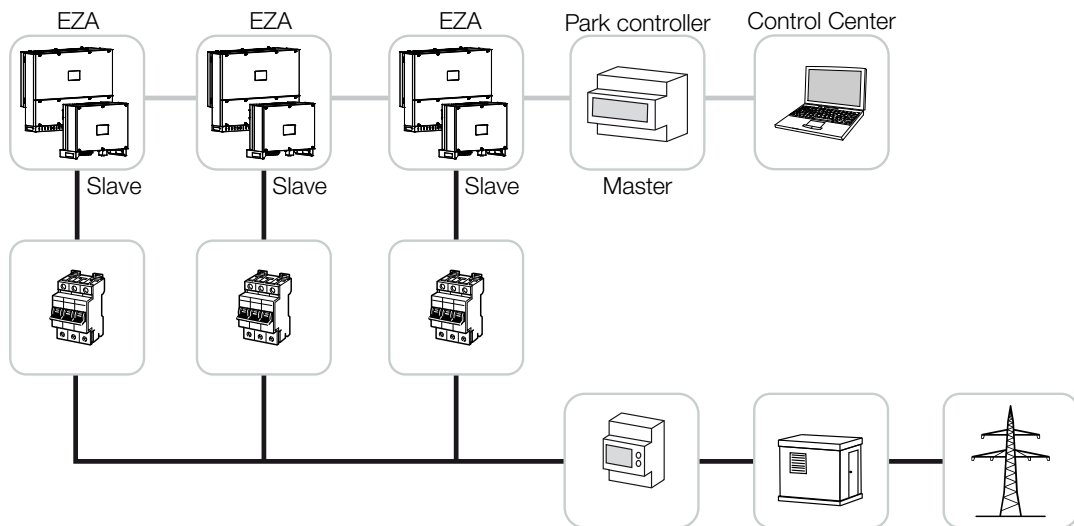 EZA EZA EZA Park controller Control Center
Slave Slave Slave Master